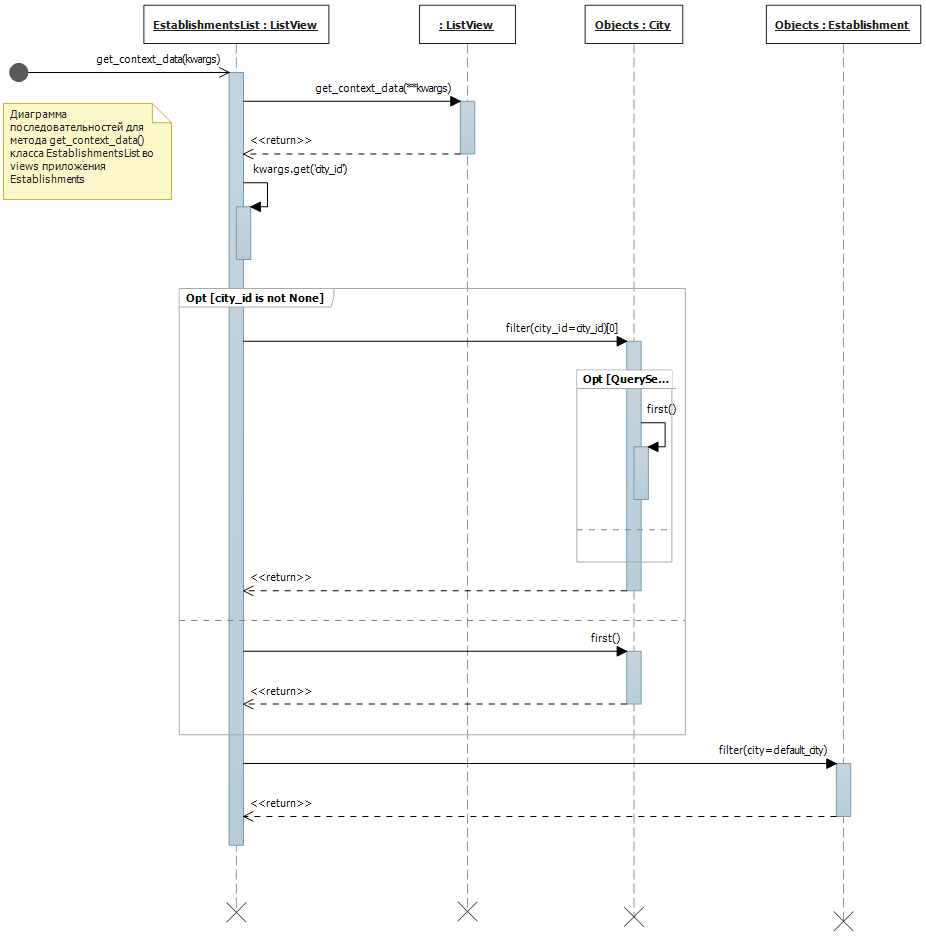 EstablishmentsList : ListView
: ListView
Objects : City
Objects : Establishment
get_context_data(kwargs)
get_context_data(**kwargs)
Диаграмма
последовательностей для
метода get_context_data()
класса EstablishmentsList во
views приложения
Establishments
<<return>>
kwargs.get('city_id')
Opt [city_id is not None]
filter(city_id=city_id)[0]
Opt [QuerySe...
first()
<<return>>
first()
<<return>>
filter(city=default_city)
<<return>>